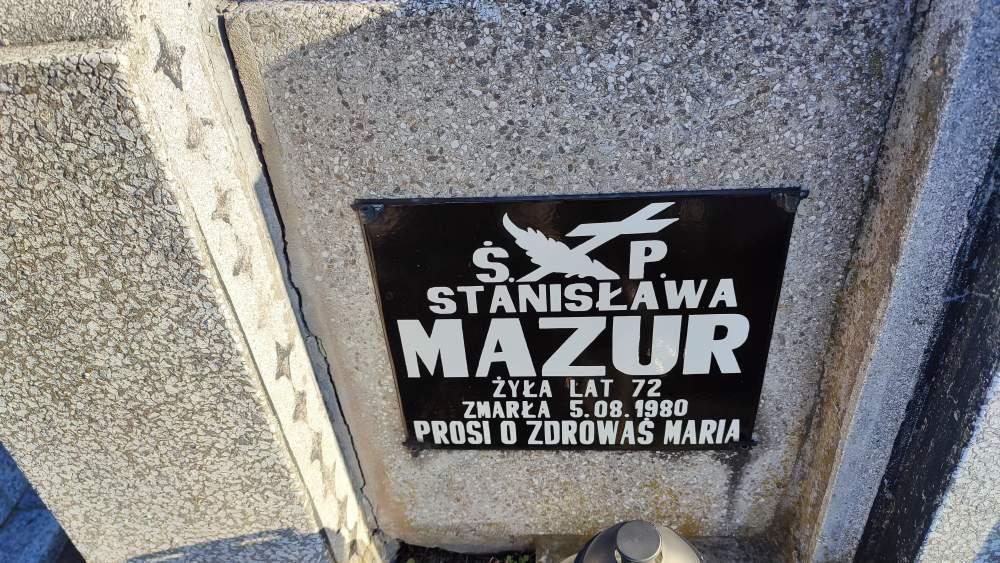 Ś. P.
STANISŁAWA
MAZUR
ŻYŁA LAT 72
ZMARŁA 5.08.1980
PROSI O ZDROWAŚ MARIA